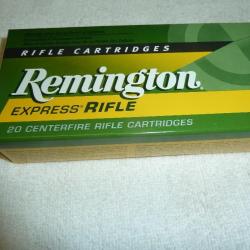 RIFLE CARTRIDGES
Remington
EXPRESS® RIFLE
20 CENTERFIRE RIFLE CARTRIDGES